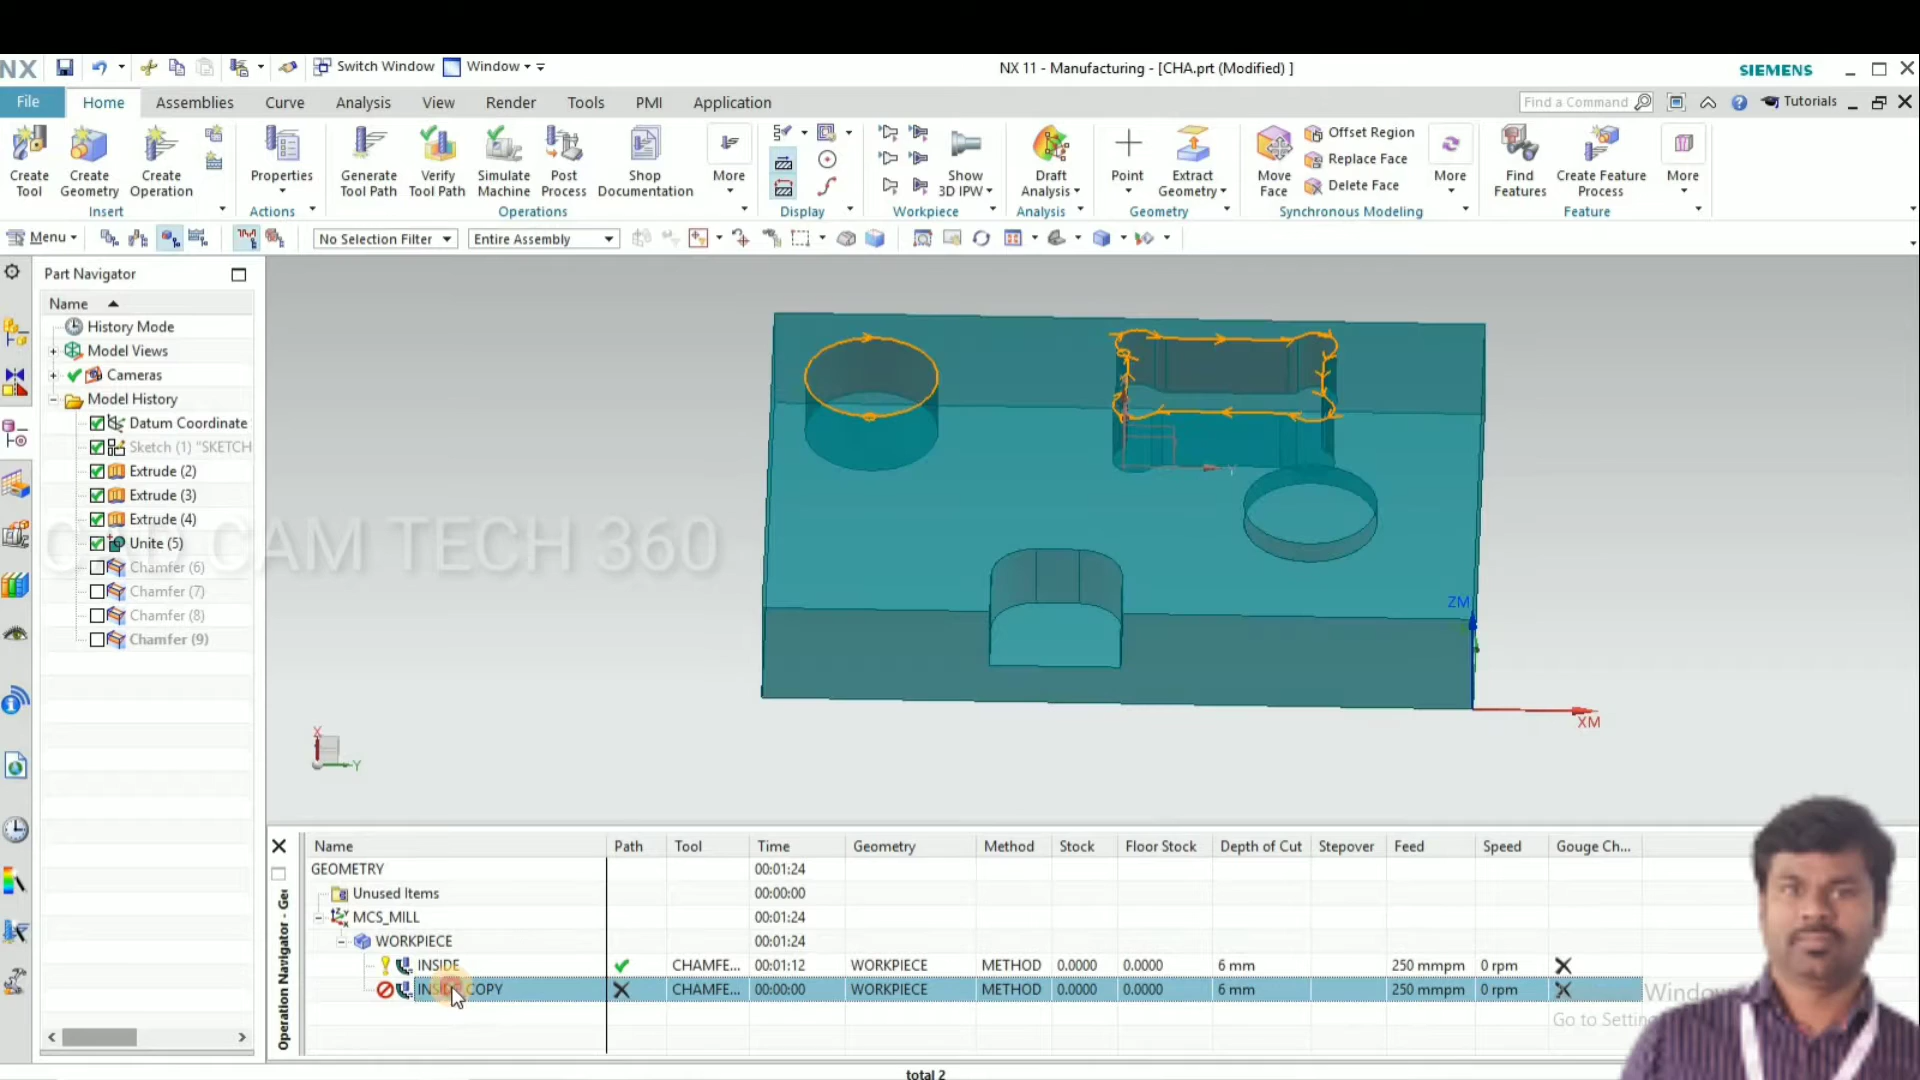 NX
Switch Window
Window
NX 11 - Manufacturing - [CHA.prt (Modified) ]
SIEMENS
File
Home
Assemblies
Curve
Analysis
View
Render
Tools
PMI
Application
Find a Command
Tutorials
Create Tool
Create Geometry
Create Operation
Properties
Generate Tool Path
Verify Tool Path
Simulate Machine
Post Process
Shop Documentation
More
Show 3D IPW
Draft Analysis
Point
Extract Geometry
Move Face
Offset Region
Replace Face
Delete Face
More
Find Features
Create Feature Process
More
Insert
Actions
Operations
Display
Workpiece
Analysis
Geometry
Synchronous Modeling
Feature
Menu
No Selection Filter
Entire Assembly
Part Navigator
Name
History Mode
Model Views
Cameras
Model History
Datum Coordinate
Sketch (1) "SKETCH
Extrude (2)
Extrude (3)
Extrude (4)
Unite (5)
Chamfer (6)
Chamfer (7)
Chamfer (8)
Chamfer (9)
CAD CAM TECH 360
Y
ZM
XM
X
Y
Operation Navigator - Geo
Name Path Tool Time Geometry Method Stock Floor Stock Depth of Cut Stepover Feed Speed Gouge Ch...
GEOMETRY 00:01:24
Unused Items 00:00:00
MCS_MILL 00:01:24
WORKPIECE 00:01:24
INSIDE CHAMFE... 00:01:12 WORKPIECE METHOD 0.0000 0.0000 6 mm 250 mmpm 0 rpm
INSIDE_COPY CHAMFE... 00:00:00 WORKPIECE METHOD 0.0000 0.0000 6 mm 250 mmpm 0 rpm
Go to
total 2